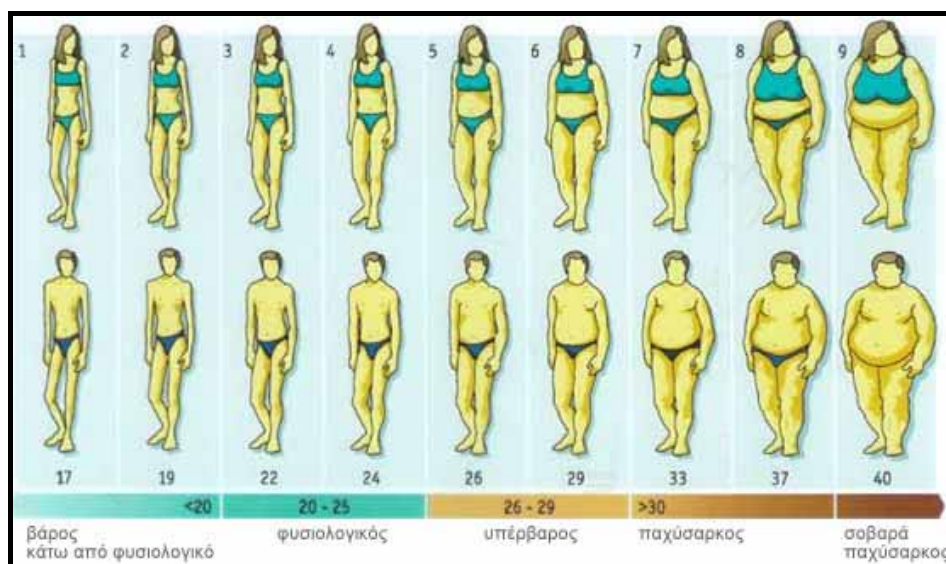 1 2 3 4 5 6 7 8 9
17 19 22 24 26 29 33 37 40
<20 20 - 25 26 - 29 >30
βάρος φυσιολογικός υπέρβαρος παχύσαρκος σοβαρά
κάτω από φυσιολογικό παχύσαρκος